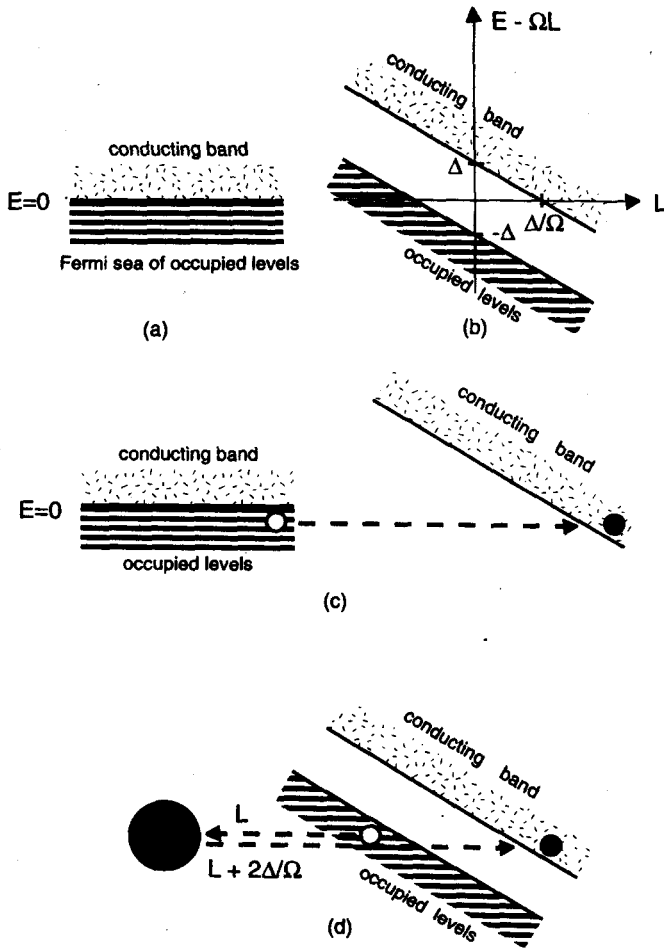 E - ΩL
conducting band
Δ
L
Δ/Ω
-Δ
occupied levels
(b)
conducting band
E=0
Fermi sea of occupied levels
(a)
conducting band
conducting band
E=0
occupied levels
(c)
conducting band
L
L + 2Δ/Ω
occupied levels
(d)